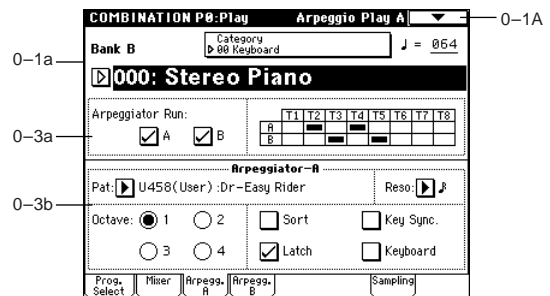 COMBINATION P0:Play Arpeggio Play A
0–1A
Bank B
Category
00 Keyboard
♩ = 064
0–1a
000: Stereo Piano
Arpeggiator Run:
A B
T1 T2 T3 T4 T5 T6 T7 T8
A
B
0–3a
Arpeggiator-A
Pat: U458(User) :Dr-Easy Rider Reso: ♪
0–3b
Octave: 1 2 Sort Key Sync.
3 4 Latch Keyboard
Prog. Select Mixer Arpegg. A Arpegg. B Sampling